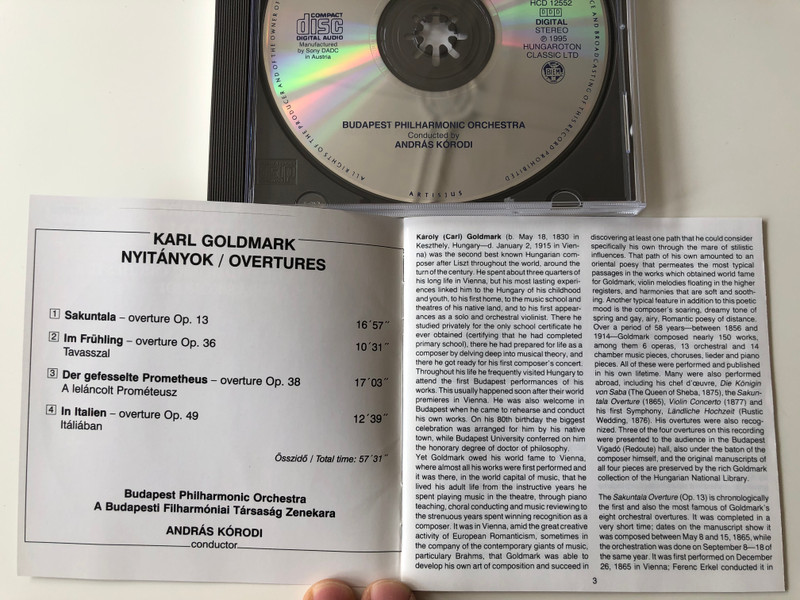 HCD 12552
DDD
DIGITAL
STEREO
℗ 1995
HUNGAROTON
CLASSIC LTD
BIEM
COMPACT
disc
DIGITAL AUDIO
Manufactured
by Sony DADC
in Austria
BUDAPEST PHILHARMONIC ORCHESTRA
Conducted by
ANDRÁS KÓRODI
ALL RIGHTS OF THE PRODUCER AND OF THE OWNER OF
CE AND BROADCASTING OF THIS RECORD PROHIBITED
ARTISJUS
KARL GOLDMARK
NYITÁNYOK / OVERTURES
1 Sakuntala – overture Op. 13 16´57˝
2 Im Frühling – overture Op. 36 10´31˝
Tavasszal
3 Der gefesselte Prometheus – overture Op. 38 17´03˝
A leláncolt Prométeusz
4 In Italien – overture Op. 49 12´39˝
Itáliában
Összidő / Total time: 57´31˝
Budapest Philharmonic Orchestra
A Budapesti Filharmóniai Társaság Zenekara
ANDRÁS KÓRODI
conductor
Karoly (Carl) Goldmark (b. May 18, 1830 in
Keszthely, Hungary—d. January 2, 1915 in Vien-
na) was the second best known Hungarian com-
poser after Liszt throughout the world, around the
turn of the century. He spent about three quarters of
his long life in Vienna, but his most lasting experi-
ences linked him to the Hungary of his childhood
and youth, to his first home, to the music school and
theatres of his native land, and to his first appear-
ances as a solo and orchestral violinist. There he
studied privately for the only school certificate he
ever obtained (certifying that he had completed
primary school), there he had prepared for life as a
composer by delving deep into musical theory, and
there he got ready for his first composer's concert.
Throughout his life he frequently visited Hungary to
attend the first Budapest performances of his
works. This usually happened soon after their world
premieres in Vienna. He was also welcome in
Budapest when he came to rehearse and conduct
his own works. On his 80th birthday the biggest
celebration was arranged for him by his native
town, while Budapest University conferred on him
the honorary degree of doctor of philosophy.
Yet Goldmark owed his world fame to Vienna,
where almost all his works were first performed and
it was there, in the world capital of music, that he
lived his adult life from the instructive years he
spent playing music in the theatre, through piano
teaching, choral conducting and music reviewing to
the strenuous years spent winning recognition as a
composer. It was in Vienna, amid the great creative
activity of European Romanticism, sometimes in
the company of the contemporary giants of music,
particulary Brahms, that Goldmark was able to
develop his own art of composition and succeed in
discovering at least one path that he could consider
specifically his own through the mare of stilistic
influences. That path of his own amounted to an
oriental poesy that permeates the most typical
passages in the works which obtained world fame
for Goldmark, violin melodies floating in the higher
registers, and harmonies that are soft and sooth-
ing. Another typical feature in addition to this poetic
mood is the composer's soaring, dreamy tone of
spring and gay, airy, Romantic poesy of distance.
Over a period of 58 years—between 1856 and
1914—Goldmark composed nearly 150 works,
among them 6 operas, 13 orchestral and 14
chamber music pieces, choruses, lieder and piano
pieces. All of these were performed and published
in his own lifetime. Many were also performed
abroad, including his chef d'œuvre, Die Königin
von Saba (The Queen of Sheba, 1875), the Sakun-
tala Overture (1865), Violin Concerto (1877) and
his first Symphony, Ländliche Hochzeit (Rustic
Wedding, 1876). His overtures were also recog-
nized. Three of the four overtures on this recording
were presented to the audience in the Budapest
Vigadó (Redoute) hall, also under the baton of the
composer himself, and the original manuscripts of
all four pieces are preserved by the rich Goldmark
collection of the Hungarian National Library.
The Sakuntala Overture (Op. 13) is chronologically
the first and also the most famous of Goldmark's
eight orchestral overtures. It was completed in a
very short time; dates on the manuscript show it
was composed between May 8 and 15, 1865, while
the orchestration was done on September 8—18 of
the same year. It was first performed on December
26, 1865 in Vienna; Ferenc Erkel conducted it in
3